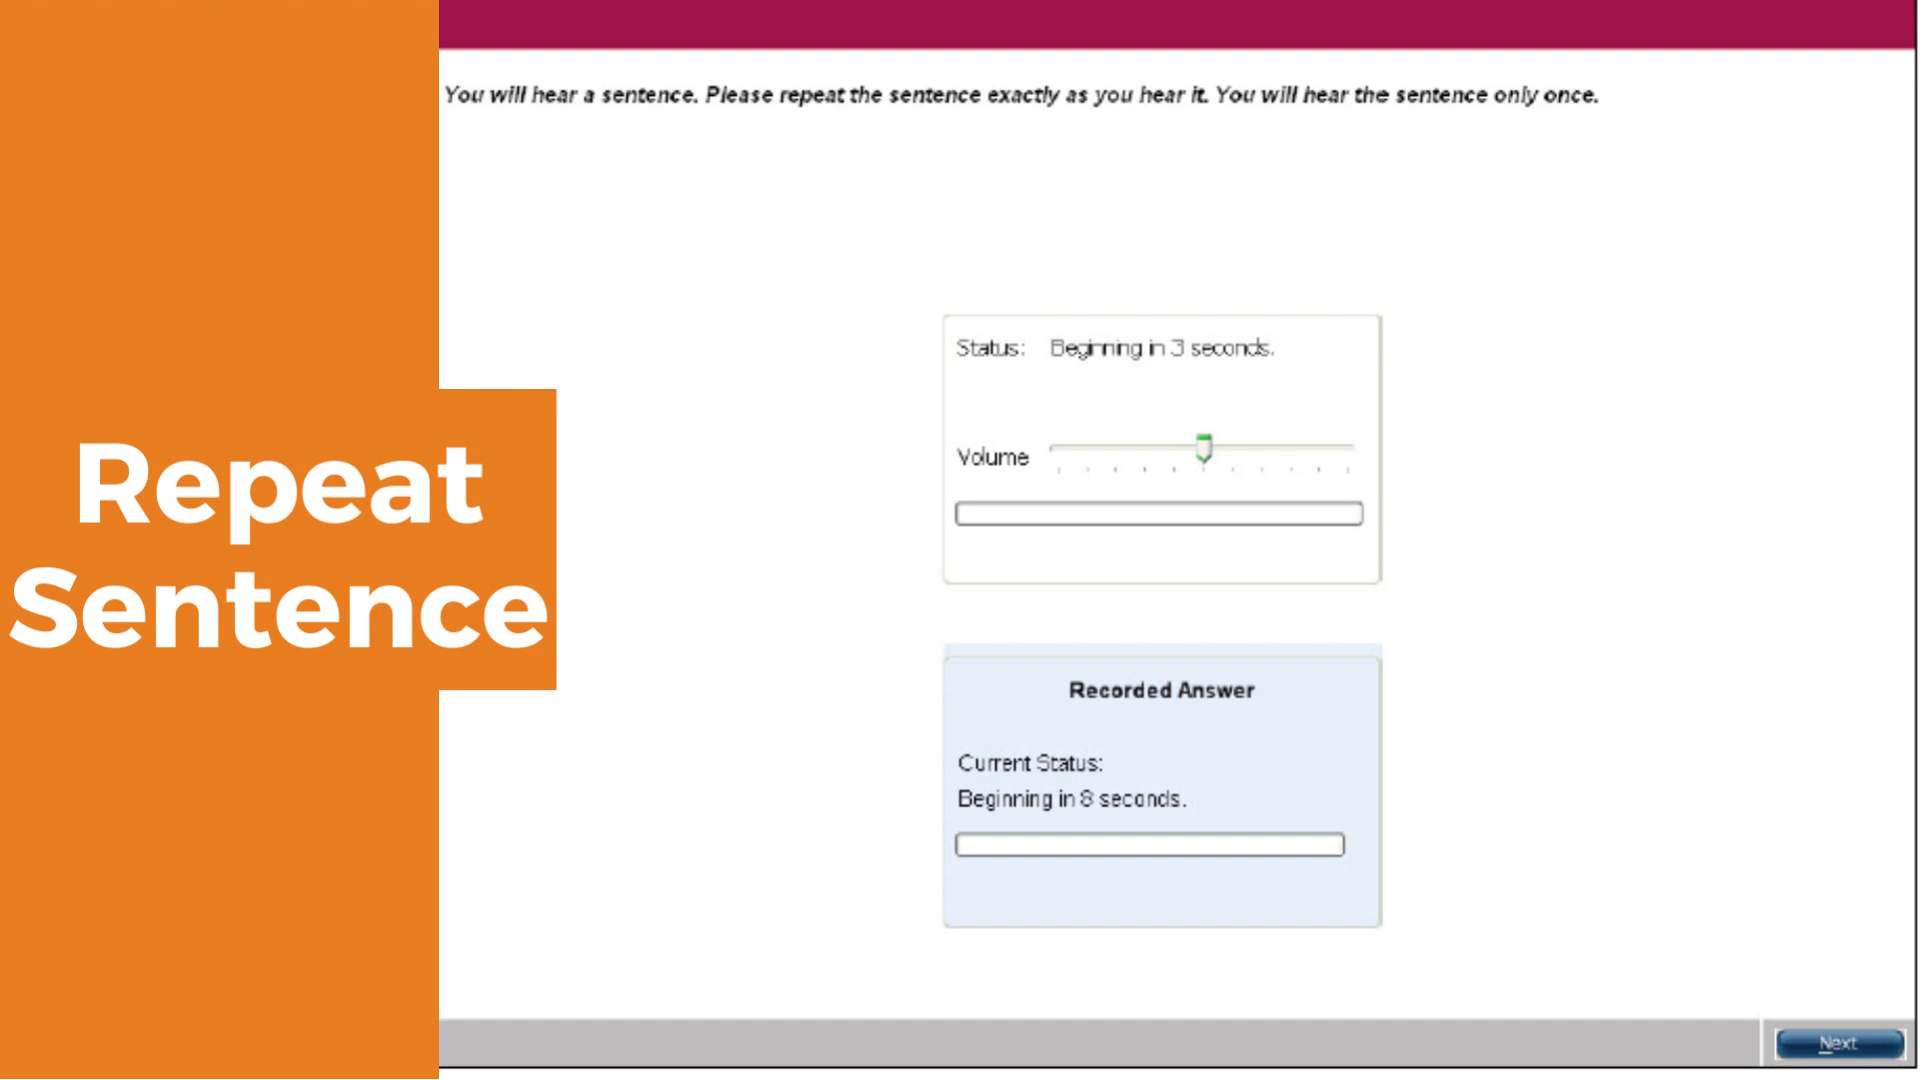 You will hear a sentence. Please repeat the sentence exactly as you hear it. You will hear the sentence only once.
Repeat
Sentence
Status: Beginning in 3 seconds.
Volume
Recorded Answer
Current Status:
Beginning in 8 seconds.
Next